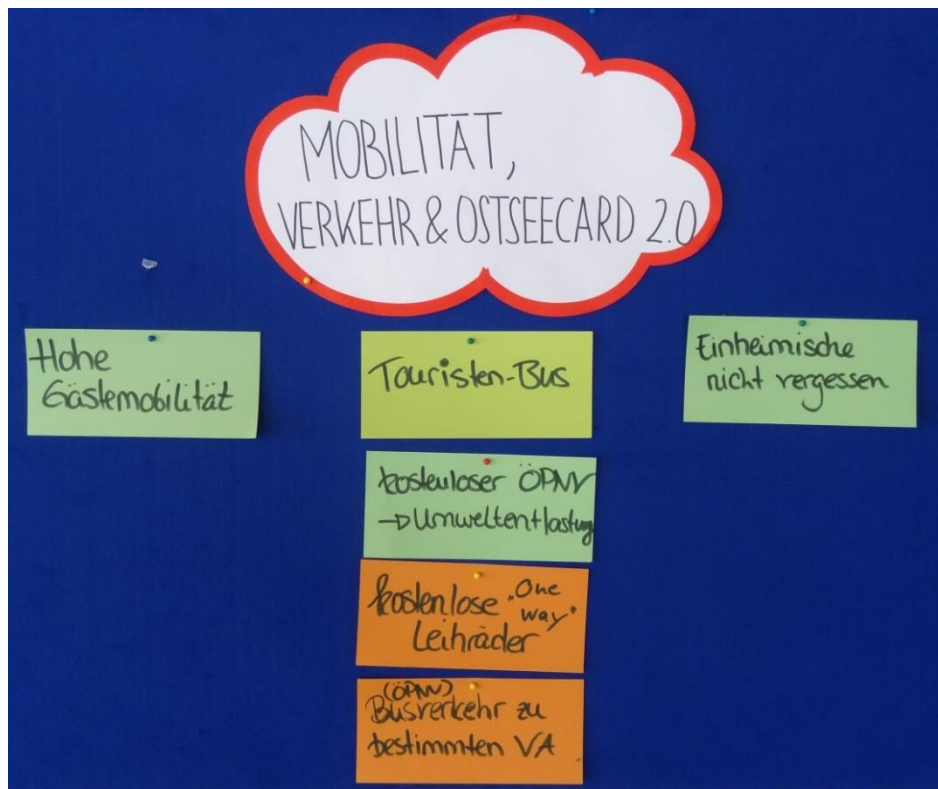 MOBILITÄT,
VERKEHR & OSTSEECARD 2.0
Hohe
Gästemobilität
Touristen-Bus
Einheimische
nicht vergessen
kostenloser ÖPNV
→ Umweltentlastung
kostenlose "One
way"
Leihräder
(ÖPNV)
Busverkehr zu
bestimmten VA